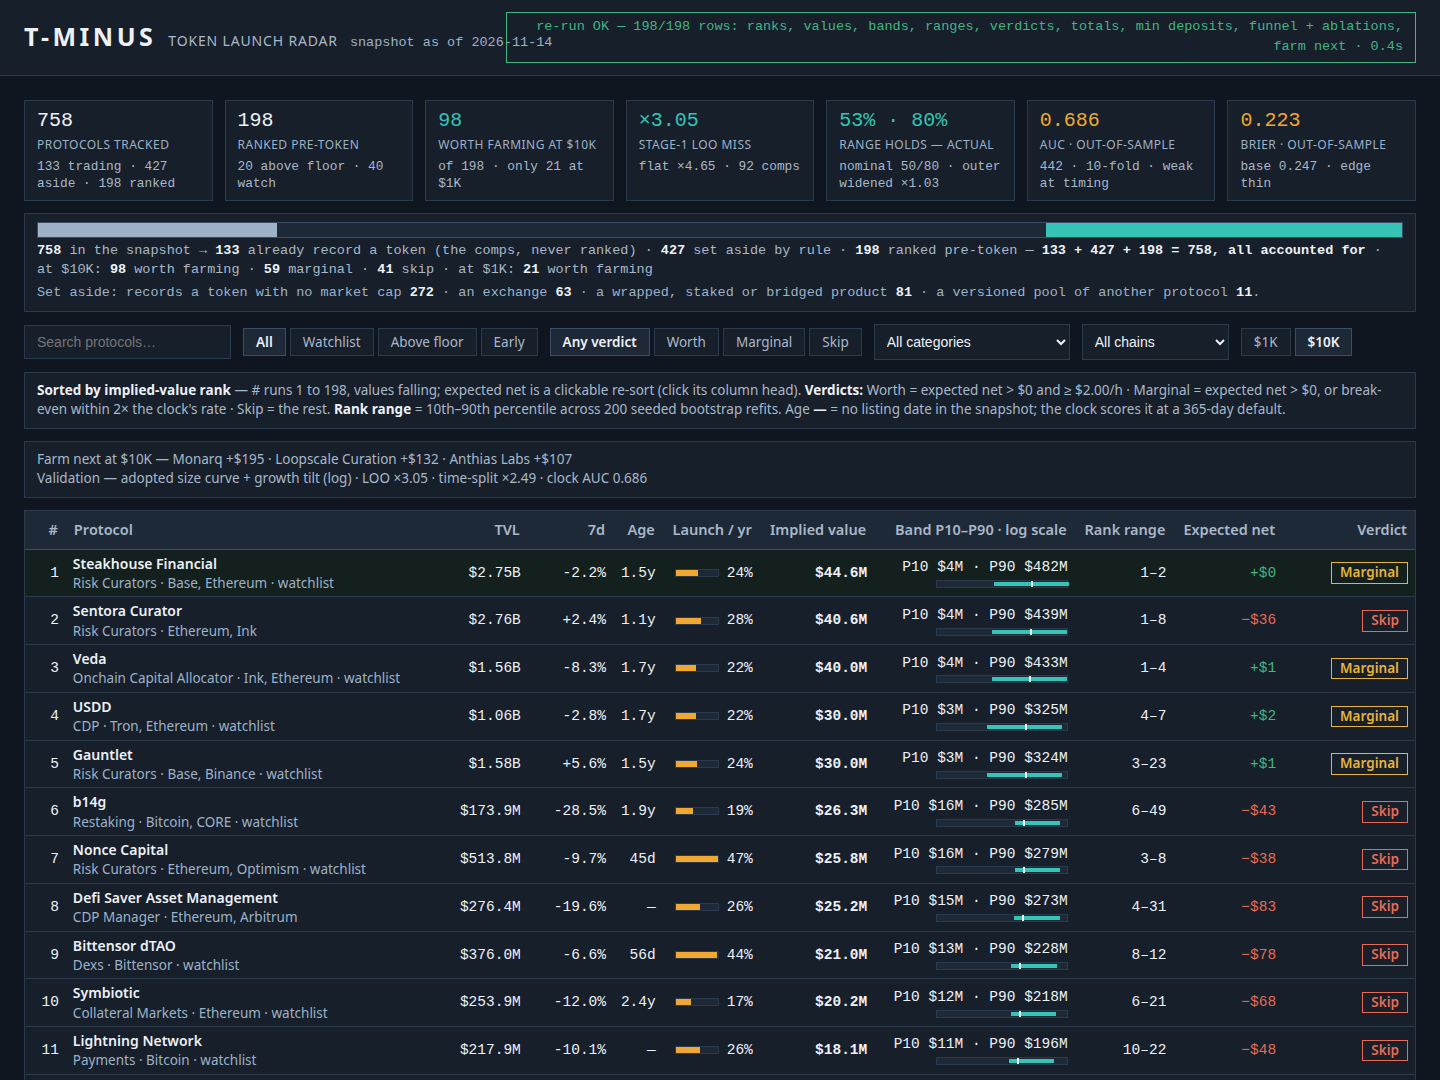 T-MINUS TOKEN LAUNCH RADAR snapshot as of 2026-11-14
re-run OK — 198/198 rows: ranks, values, bands, ranges, verdicts, totals, min deposits, funnel + ablations,
farm next · 0.4s
758
PROTOCOLS TRACKED
133 trading · 427
aside · 198 ranked
198
RANKED PRE-TOKEN
20 above floor · 40
watch
98
WORTH FARMING AT $10K
of 198 · only 21 at
$1K
×3.05
STAGE-1 LOO MISS
flat ×4.65 · 92 comps
53% · 80%
RANGE HOLDS — ACTUAL
nominal 50/80 · outer
widened ×1.03
0.686
AUC · OUT-OF-SAMPLE
442 · 10-fold · weak
at timing
0.223
BRIER · OUT-OF-SAMPLE
base 0.247 · edge
thin
758 in the snapshot → 133 already record a token (the comps, never ranked) · 427 set aside by rule · 198 ranked pre-token — 133 + 427 + 198 = 758, all accounted for ·
at $10K: 98 worth farming · 59 marginal · 41 skip · at $1K: 21 worth farming
Set aside: records a token with no market cap 272 · an exchange 63 · a wrapped, staked or bridged product 81 · a versioned pool of another protocol 11.
Search protocols… All Watchlist Above floor Early Any verdict Worth Marginal Skip All categories All chains $1K $10K
Sorted by implied-value rank — # runs 1 to 198, values falling; expected net is a clickable re-sort (click its column head). Verdicts: Worth = expected net > $0 and ≥ $2.00/h · Marginal = expected net > $0, or break-
even within 2× the clock's rate · Skip = the rest. Rank range = 10th–90th percentile across 200 seeded bootstrap refits. Age — = no listing date in the snapshot; the clock scores it at a 365-day default.
Farm next at $10K — Monarq +$195 · Loopscale Curation +$132 · Anthias Labs +$107
Validation — adopted size curve + growth tilt (log) · LOO ×3.05 · time-split ×2.49 · clock AUC 0.686
# Protocol TVL 7d Age Launch / yr Implied value Band P10–P90 · log scale Rank range Expected net Verdict
1 Steakhouse Financial $2.75B -2.2% 1.5y 24% $44.6M P10 $4M · P90 $482M 1–2 +$0 Marginal
Risk Curators · Base, Ethereum · watchlist
2 Sentora Curator $2.76B +2.4% 1.1y 28% $40.6M P10 $4M · P90 $439M 1–8 −$36 Skip
Risk Curators · Ethereum, Ink
3 Veda $1.56B -8.3% 1.7y 22% $40.0M P10 $4M · P90 $433M 1–4 +$1 Marginal
Onchain Capital Allocator · Ink, Ethereum · watchlist
4 USDD $1.06B -2.8% 1.7y 22% $30.0M P10 $3M · P90 $325M 4–7 +$2 Marginal
CDP · Tron, Ethereum · watchlist
5 Gauntlet $1.58B +5.6% 1.5y 24% $30.0M P10 $3M · P90 $324M 3–23 +$1 Marginal
Risk Curators · Base, Binance · watchlist
6 b14g $173.9M -28.5% 1.9y 19% $26.3M P10 $16M · P90 $285M 6–49 −$43 Skip
Restaking · Bitcoin, CORE · watchlist
7 Nonce Capital $513.8M -9.7% 45d 47% $25.8M P10 $16M · P90 $279M 3–8 −$38 Skip
Risk Curators · Ethereum, Optimism · watchlist
8 Defi Saver Asset Management $276.4M -19.6% — 26% $25.2M P10 $15M · P90 $273M 4–31 −$83 Skip
CDP Manager · Ethereum, Arbitrum
9 Bittensor dTAO $376.0M -6.6% 56d 44% $21.0M P10 $13M · P90 $228M 8–12 −$78 Skip
Dexs · Bittensor · watchlist
10 Symbiotic $253.9M -12.0% 2.4y 17% $20.2M P10 $12M · P90 $218M 6–21 −$68 Skip
Collateral Markets · Ethereum · watchlist
11 Lightning Network $217.9M -10.1% — 26% $18.1M P10 $11M · P90 $196M 10–22 −$48 Skip
Payments · Bitcoin · watchlist